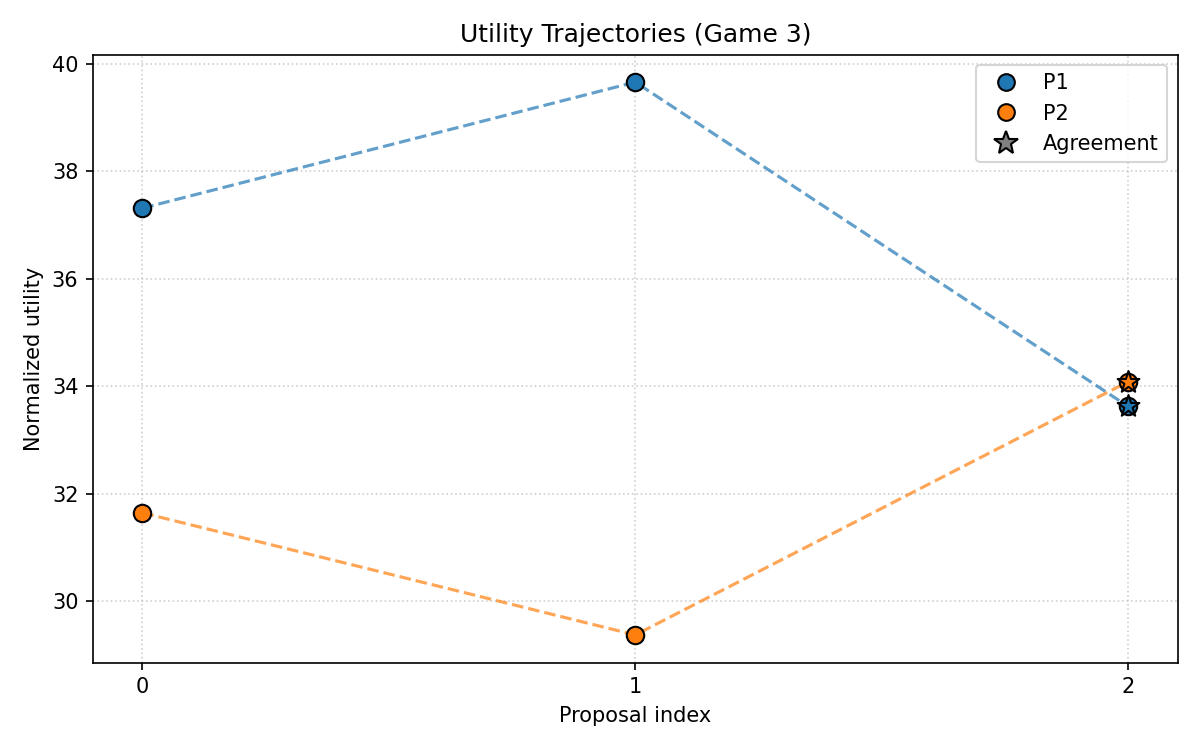 Utility Trajectories (Game 3)
P1
P2
Agreement
Normalized utility
40
38
36
34
32
30
0
1
2
Proposal index